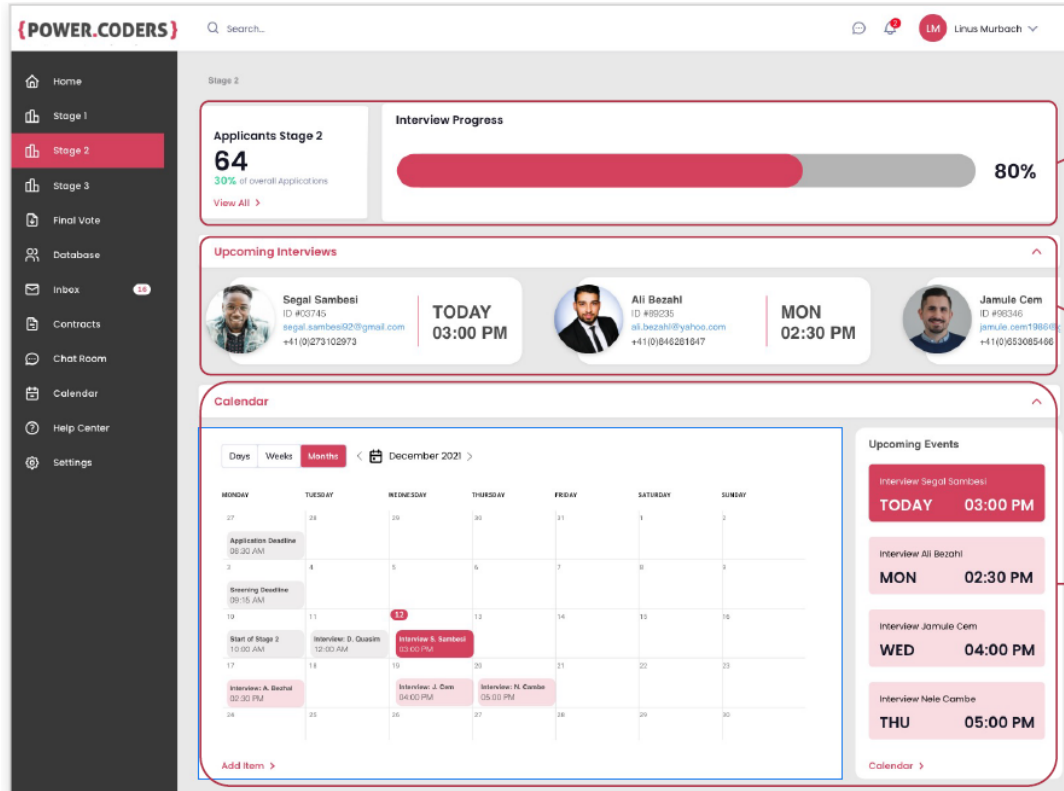 {POWER.CODERS}
Search...
2
LM
Linus Murbach
Home
Stage 1
Stage 2
Stage 3
Final Vote
Database
Inbox
16
Contracts
Chat Room
Calendar
Help Center
Settings
Stage 2
Applicants Stage 2
64
30% of overall Applications
View All >
Interview Progress
80%
Upcoming Interviews
Segal Sambesi
ID #03745
segal.sambesi92@gmail.com
+41(0)273102973
TODAY
03:00 PM
Ali Bezahl
ID #89235
ali.bezahl@yahoo.com
+41(0)846281647
MON
02:30 PM
Jamule Cem
ID #98346
jamule.cem1986@g
+41(0)653085466
Calendar
Days Weeks Months < December 2021 >
MONDAY TUESDAY WEDNESDAY THURSDAY FRIDAY SATURDAY SUNDAY
27 28 29 30 31 1 2
Application Deadline
08:30 AM
3 4 5 6 7 8 9
Sreening Deadline
09:15 AM
10 11 12 13 14 15 16
Start of Stage 2 Interview: D. Quasim Interview S. Sambesi
10:00 AM 12:00 AM 03:00 PM
17 18 19 20 21 22 23
Interview: A. Bezhal Interview: J. Cem Interview: N. Cambe
02:30 PM 04:00 PM 05:00 PM
24 25 26 27 28 29 30
Add Item >
Upcoming Events
Interview Segal Sambesi
TODAY 03:00 PM
Interview Ali Bezahl
MON 02:30 PM
Interview Jamule Cem
WED 04:00 PM
Interview Nele Cambe
THU 05:00 PM
Calendar >